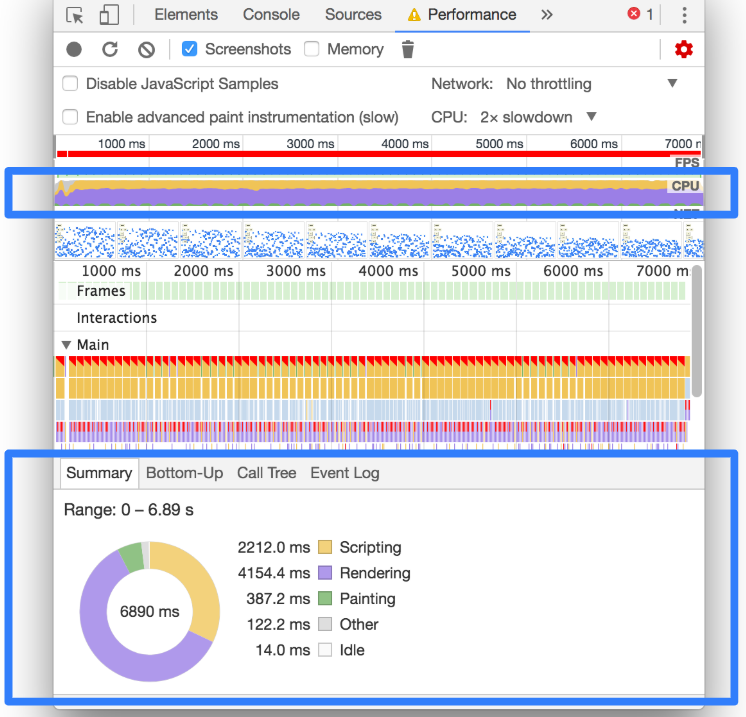 Elements Console Sources Performance » 1
Screenshots Memory
Disable JavaScript Samples Network: No throttling
Enable advanced paint instrumentation (slow) CPU: 2× slowdown
1000 ms 2000 ms 3000 ms 4000 ms 5000 ms 6000 ms 7000 n
FPS
CPU
1000 ms 2000 ms 3000 ms 4000 ms 5000 ms 6000 ms 7000 m
Frames
Interactions
Main
Summary Bottom-Up Call Tree Event Log
Range: 0 – 6.89 s
2212.0 ms Scripting
4154.4 ms Rendering
6890 ms
387.2 ms Painting
122.2 ms Other
14.0 ms Idle